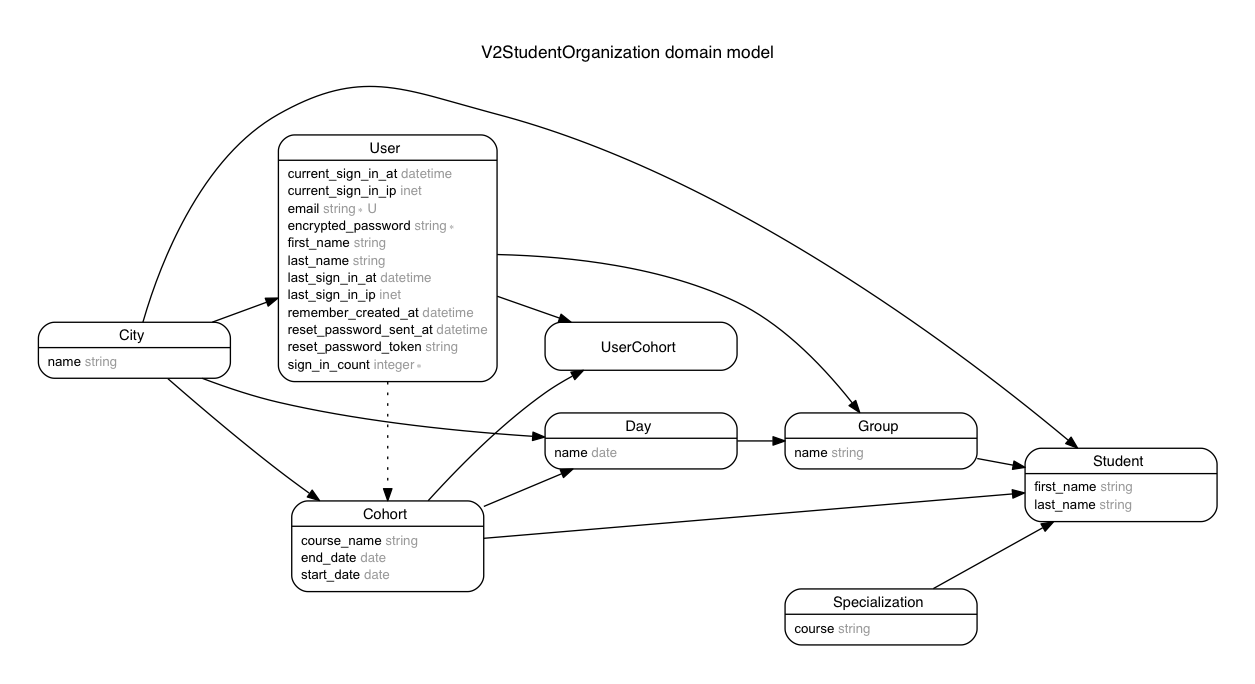 V2StudentOrganization domain model
User
current_sign_in_at datetime
current_sign_in_ip inet
email string * U
encrypted_password string *
first_name string
last_name string
last_sign_in_at datetime
last_sign_in_ip inet
remember_created_at datetime
reset_password_sent_at datetime
reset_password_token string
sign_in_count integer *
City
name string
UserCohort
Day
name date
Group
name string
Student
first_name string
last_name string
Cohort
course_name string
end_date date
start_date date
Specialization
course string